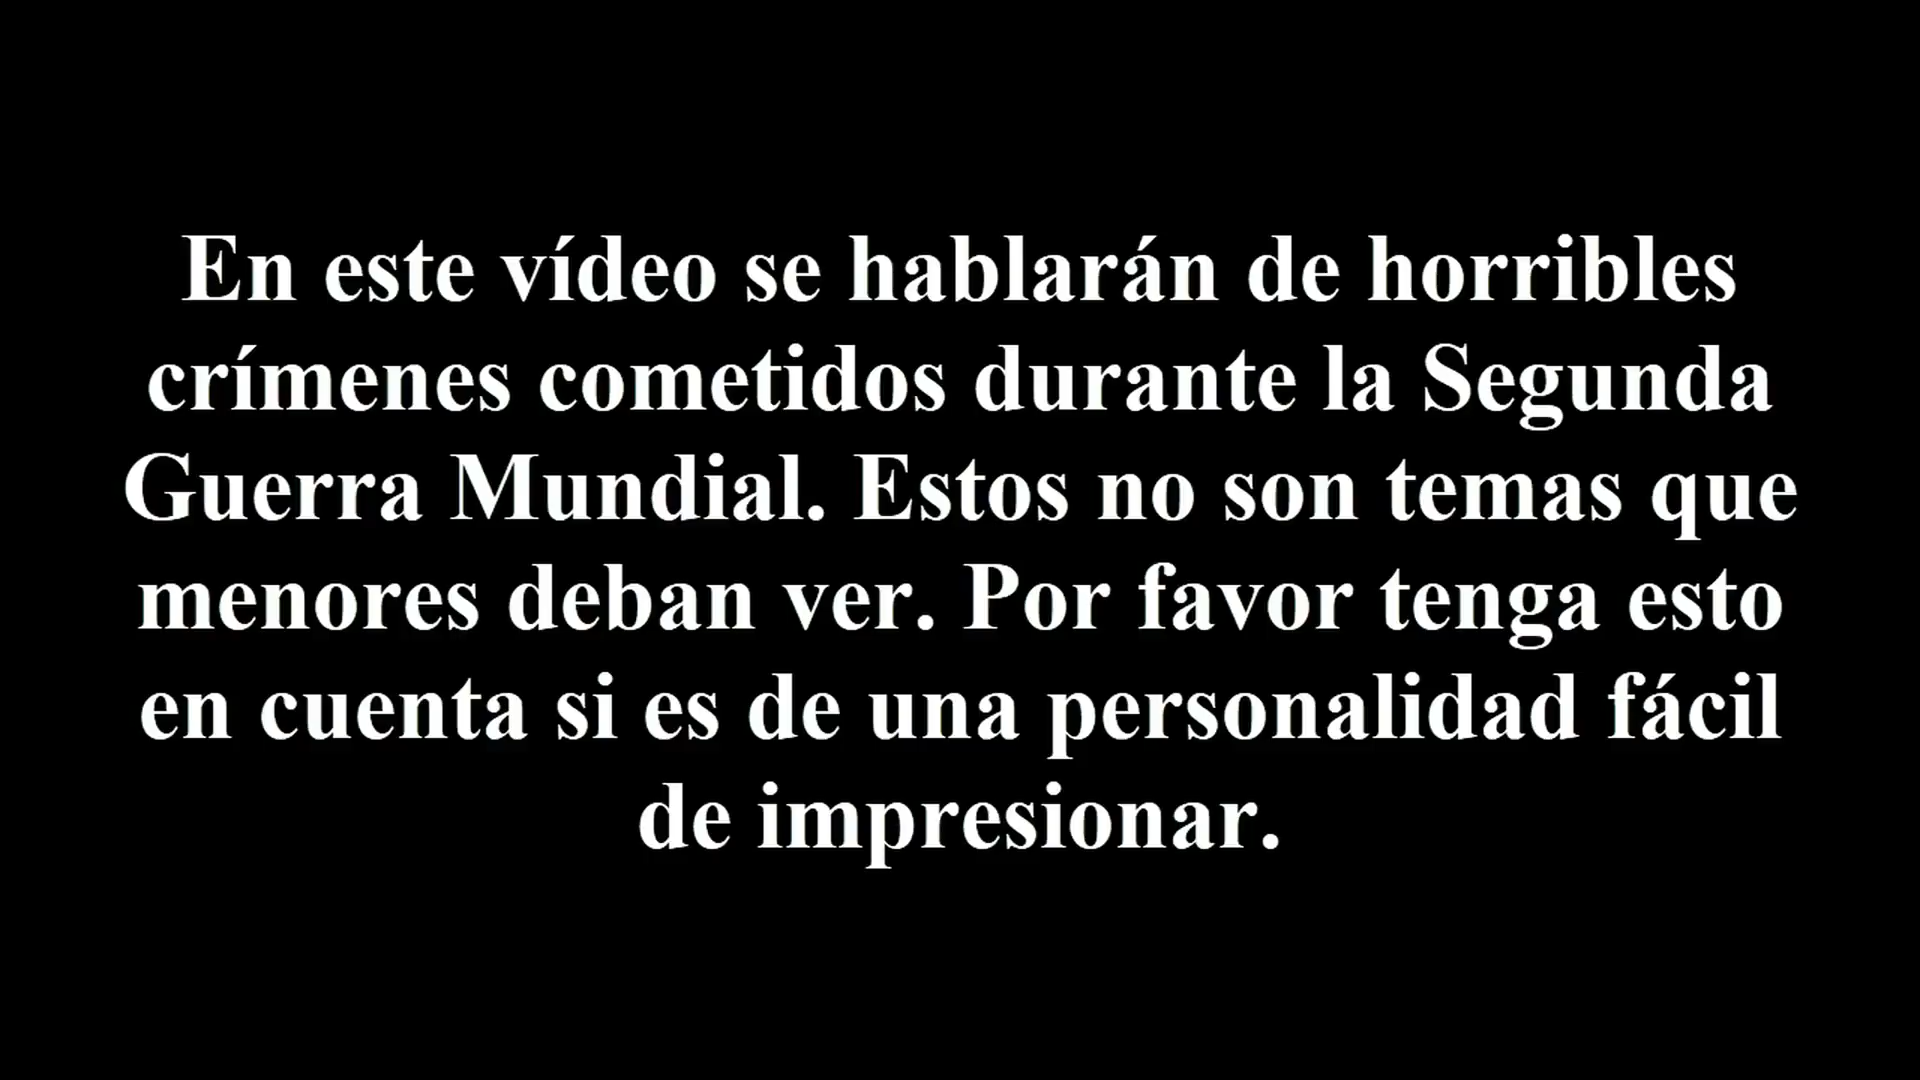 En este vídeo se hablarán de horribles
crímenes cometidos durante la Segunda
Guerra Mundial. Estos no son temas que
menores deban ver. Por favor tenga esto
en cuenta si es de una personalidad fácil
de impresionar.